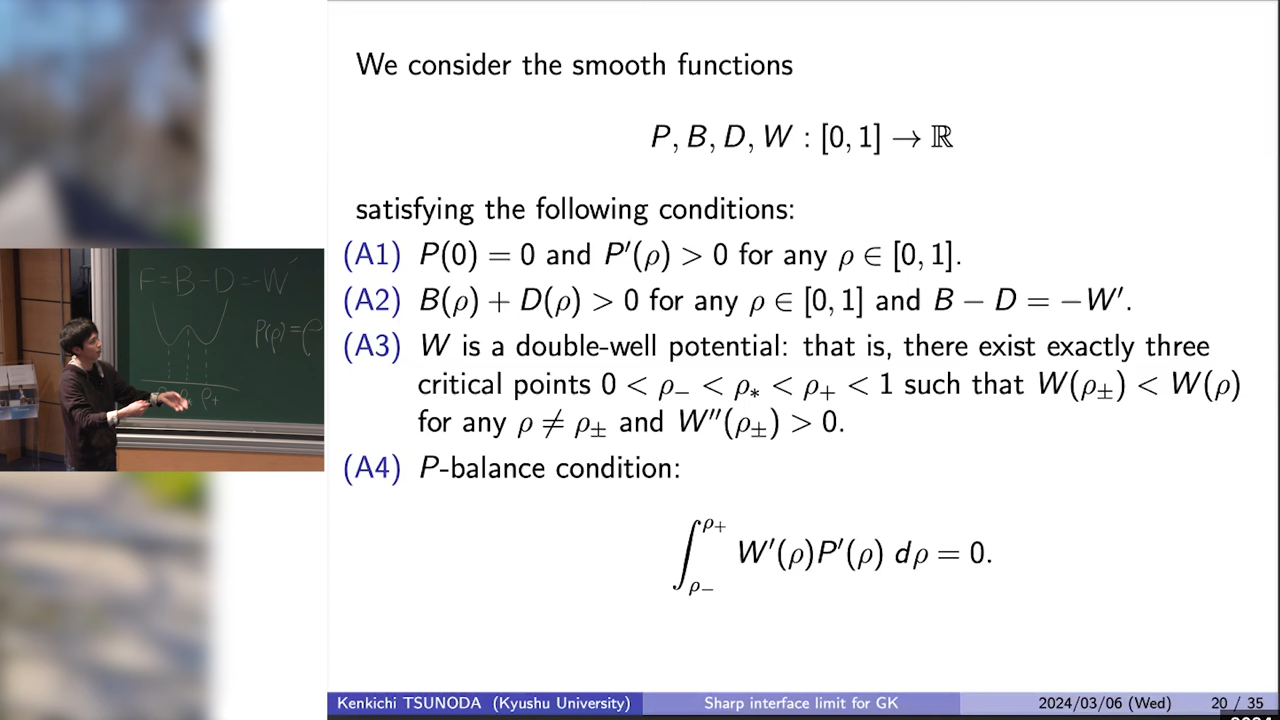 We consider the smooth functions
P, B, D, W : [0, 1] → ℝ
satisfying the following conditions:
(A1) P(0) = 0 and P′(ρ) > 0 for any ρ ∈ [0, 1].
(A2) B(ρ) + D(ρ) > 0 for any ρ ∈ [0, 1] and B − D = −W′.
(A3) W is a double-well potential: that is, there exist exactly three
critical points 0 < ρ₋ < ρ∗ < ρ₊ < 1 such that W(ρ±) < W(ρ)
for any ρ ≠ ρ± and W″(ρ±) > 0.
(A4) P-balance condition:
∫_{ρ₋}^{ρ₊} W′(ρ)P′(ρ) dρ = 0.
F = B − D = −W′
P(ρ) = ρ
ρ₊
Kenkichi TSUNODA (Kyushu University) Sharp interface limit for GK 2024/03/06 (Wed) 20 / 35